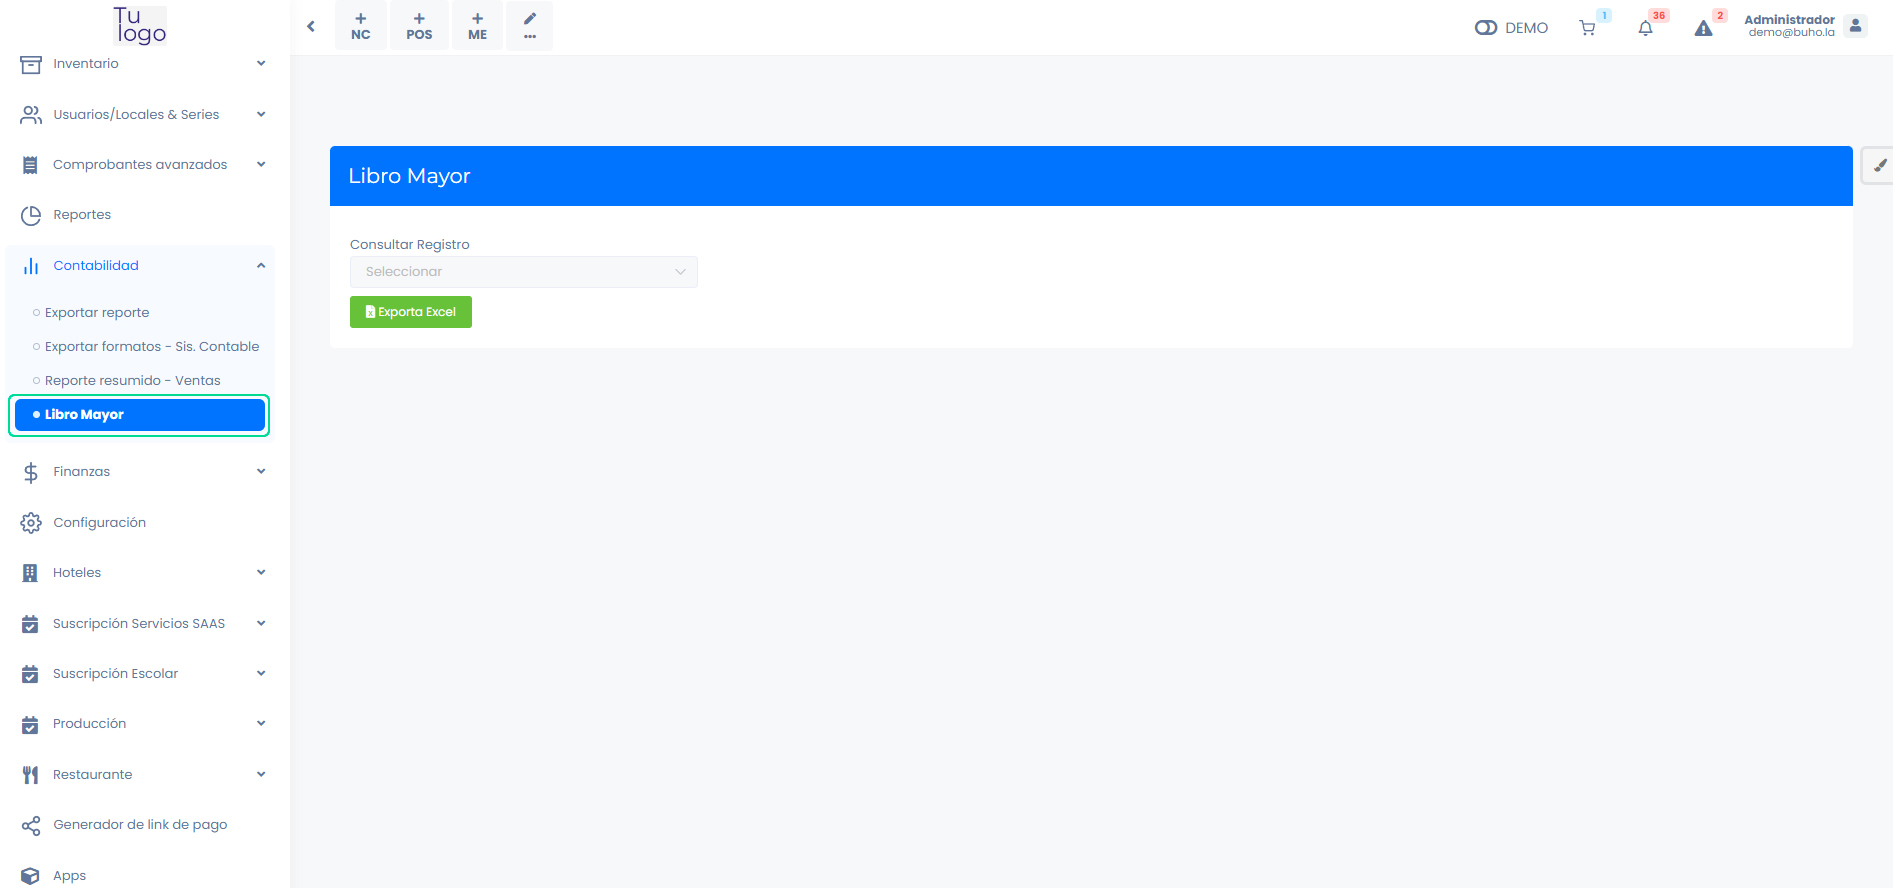 Tu
logo
NC
POS
ME
...
DEMO
1
36
2
Administrador
demo@buho.la
Inventario
Usuarios/Locales & Series
Comprobantes avanzados
Reportes
Contabilidad
Exportar reporte
Exportar formatos - Sis. Contable
Reporte resumido - Ventas
Libro Mayor
Finanzas
Configuración
Hoteles
Suscripción Servicios SAAS
Suscripción Escolar
Producción
Restaurante
Generador de link de pago
Apps
Libro Mayor
Consultar Registro
Seleccionar
Exporta Excel